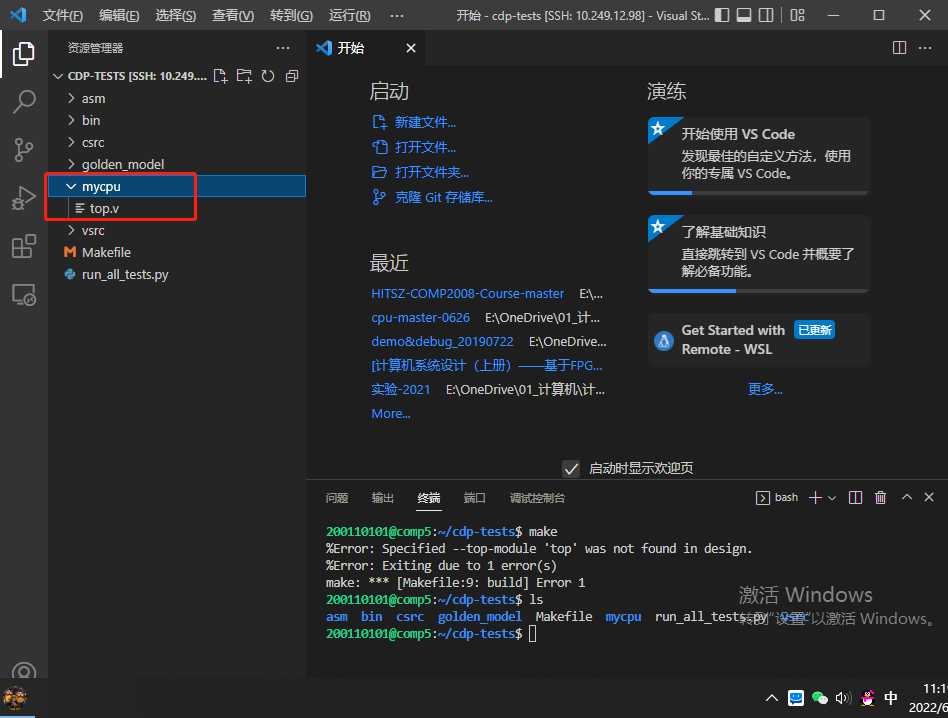 文件(F) 编辑(E) 选择(S) 查看(V) 转到(G) 运行(R) ··· 开始 - cdp-tests [SSH: 10.249.12.98] - Visual St...
资源管理器 ···
CDP-TESTS [SSH: 10.249....
asm
bin
csrc
golden_model
mycpu
top.v
vsrc
Makefile
run_all_tests.py
开始
启动
新建文件...
打开文件...
打开文件夹...
克隆 Git 存储库...
最近
HITSZ-COMP2008-Course-master E:\...
cpu-master-0626 E:\OneDrive\01_计...
demo&debug_20190722 E:\OneDrive...
[计算机系统设计（上册）——基于FPG...
实验-2021 E:\OneDrive\01_计算机\计...
More...
演练
开始使用 VS Code
发现最佳的自定义方法，使用
你的专属 VS Code。
了解基础知识
直接跳转到 VS Code 并概要了
解必备功能。
Get Started with 已更新
Remote - WSL
更多...
启动时显示欢迎页
问题 输出 终端 端口 调试控制台 bash
200110101@comp5:~/cdp-tests$ make
%Error: Specified --top-module 'top' was not found in design.
%Error: Exiting due to 1 error(s)
make: *** [Makefile:9: build] Error 1
200110101@comp5:~/cdp-tests$ ls
asm bin csrc golden_model Makefile mycpu run_all_tests.py vsrc
200110101@comp5:~/cdp-tests$
激活 Windows
转到"设置"以激活 Windows。
中
11:1
2022/6